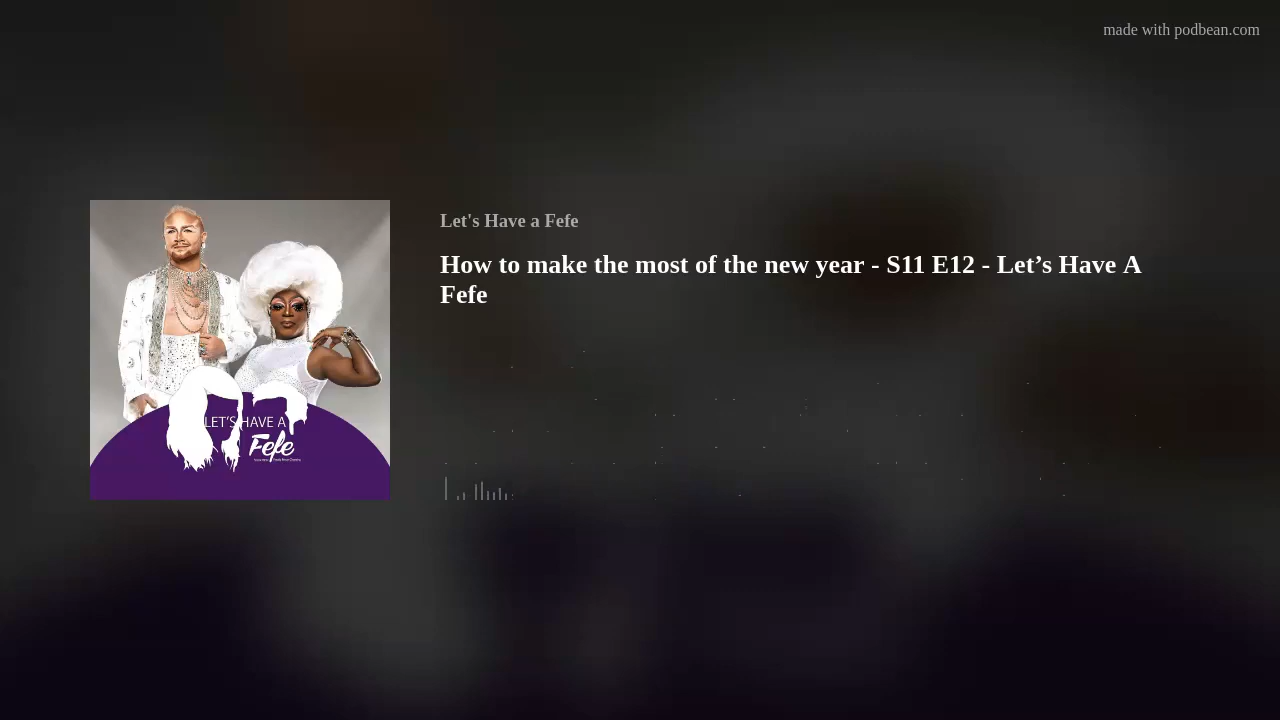 made with podbean.com
Let's Have a Fefe
How to make the most of the new year - S11 E12 - Let’s Have A
Fefe
LET'S HAVE A
Fefe